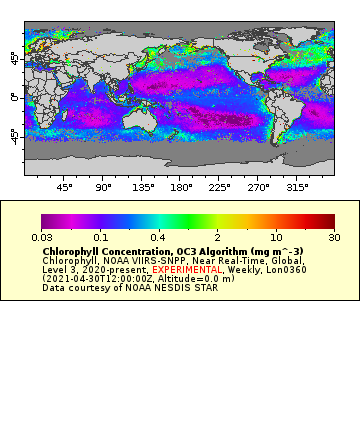 45°
0°
-45°
45° 90° 135° 180° 225° 270° 315°
0.03 0.1 0.4 1 2 5 10 30
Chlorophyll Concentration, OC3 Algorithm (mg m^-3)
Chlorophyll, NOAA VIIRS-SNPP, Near Real-Time, Global,
Level 3, 2020-present, EXPERIMENTAL, Weekly, Lon0360
(2021-04-30T12:00:00Z, Altitude=0.0 m)
Data courtesy of NOAA NESDIS STAR